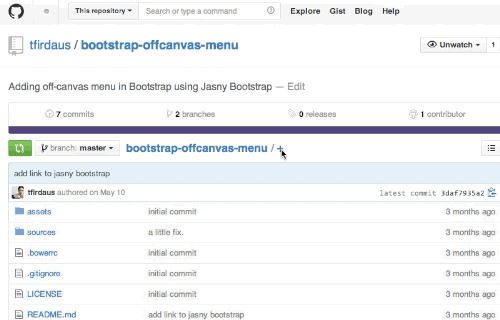 This repository Search or type a command Explore Gist Blog Help
tfirdaus / bootstrap-offcanvas-menu Unwatch 1
Adding off-canvas menu in Bootstrap using Jasny Bootstrap — Edit
7 commits 2 branches 0 releases 1 contributor
branch: master bootstrap-offcanvas-menu / +
add link to jasny bootstrap
tfirdaus authored on May 10 latest commit 3daf7935a2
assets initial commit 3 months ago
sources a little fix. 3 months ago
.bowerrc initial commit 3 months ago
.gitignore initial commit 3 months ago
LICENSE initial commit 3 months ago
README.md add link to jasny bootstrap 3 months ago